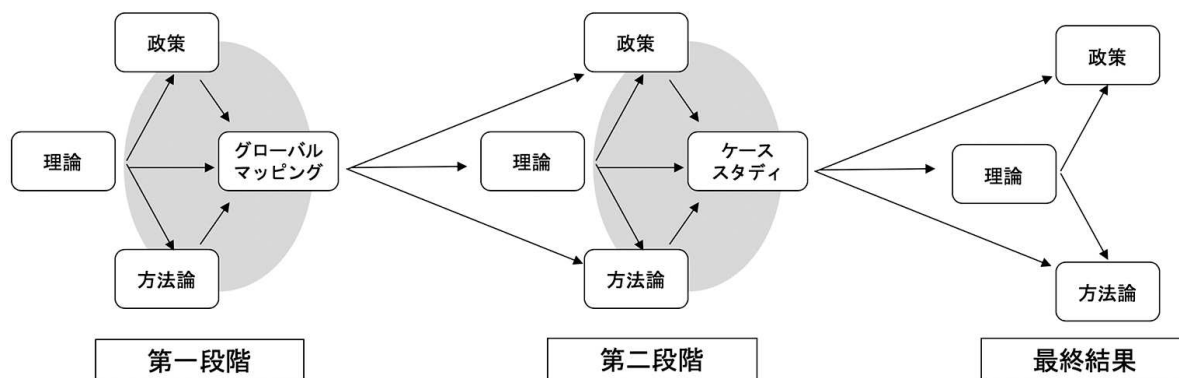 政策
理論
グローバル
マッピング
方法論
第一段階
政策
理論
ケース
スタディ
方法論
第二段階
政策
理論
方法論
最終結果